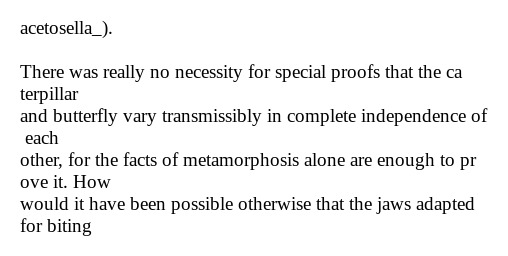 acetosella_).

There was really no necessity for special proofs that the ca
terpillar
and butterfly vary transmissibly in complete independence of
 each
other, for the facts of metamorphosis alone are enough to pr
ove it. How
would it have been possible otherwise that the jaws adapted
for biting